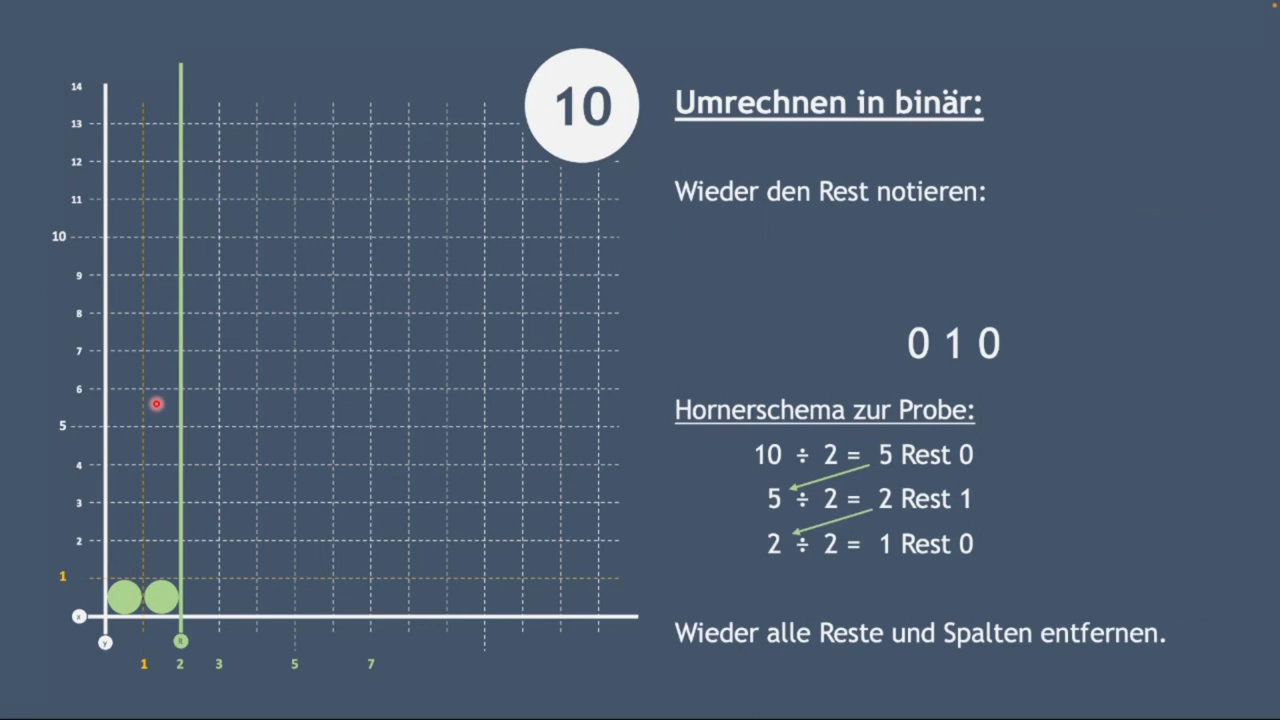 10
Umrechnen in binär:
Wieder den Rest notieren:
0 1 0
Hornerschema zur Probe:
10 ÷ 2 = 5 Rest 0
5 ÷ 2 = 2 Rest 1
2 ÷ 2 = 1 Rest 0
Wieder alle Reste und Spalten entfernen.
14
13
12
11
10
9
8
7
6
5
4
3
2
1
X
Y
R
1 2 3 5 7